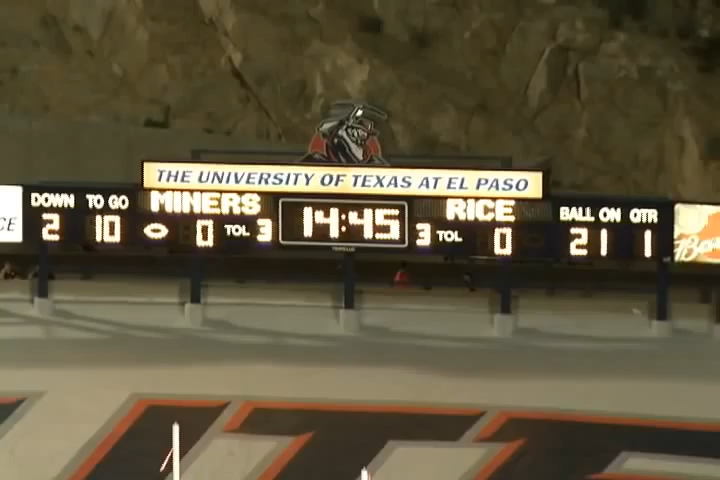 THE UNIVERSITY OF TEXAS AT EL PASO
DOWN TO GO MINERS 14:45 RICE BALL ON QTR
2 10 0 TOL 3 3 TOL 0 21 1
CE